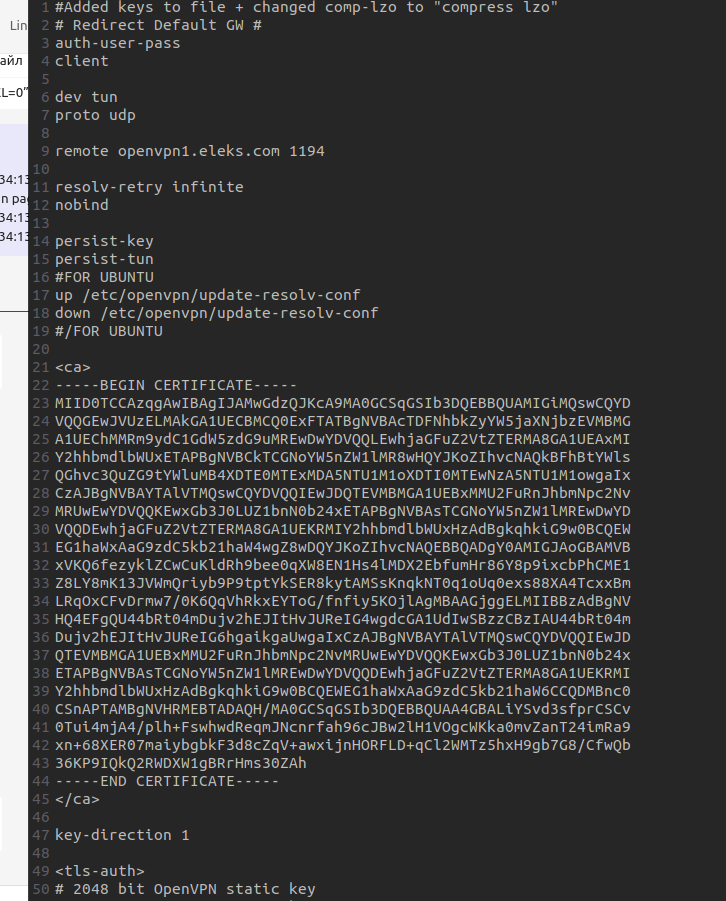 Lin
айл
L=0"
34:13
n pac
34:13
34:13
1 #Added keys to file + changed comp-lzo to "compress lzo"
2 # Redirect Default GW #
3 auth-user-pass
4 client
5
6 dev tun
7 proto udp
8
9 remote openvpn1.eleks.com 1194
10
11 resolv-retry infinite
12 nobind
13
14 persist-key
15 persist-tun
16 #FOR UBUNTU
17 up /etc/openvpn/update-resolv-conf
18 down /etc/openvpn/update-resolv-conf
19 #/FOR UBUNTU
20
21 <ca>
22 -----BEGIN CERTIFICATE-----
23 MIID0TCCAzqgAwIBAgIJAMwGdzQJKcA9MA0GCSqGSIb3DQEBBQUAMIGiMQswCQYD
24 VQQGEwJVUzELMAkGA1UECBMCQ0ExFTATBgNVBAcTDFNhbkZyYW5jaXNjbzEVMBMG
25 A1UEChMMRm9ydC1GdW5zdG9uMREwDwYDVQQLEwhjaGFuZ2VtZTERMA8GA1UEAxMI
26 Y2hhbmdlbWUxETAPBgNVBCkTCGNoYW5nZW1lMR8wHQYJKoZIhvcNAQkBFhBtYWls
27 QGhvc3QuZG9tYWluMB4XDTE0MTExMDA5NTU1M1oXDTI0MTEwNzA5NTU1M1owgaIx
28 CzAJBgNVBAYTAlVTMQswCQYDVQQIEwJDQTEVMBMGA1UEBxMMU2FuRnJhbmNpc2Nv
29 MRUwEwYDVQQKEwxGb3J0LUZ1bnN0b24xETAPBgNVBAsTCGNoYW5nZW1lMREwDwYD
30 VQQDEwhjaGFuZ2VtZTERMA8GA1UEKRMIY2hhbmdlbWUxHzAdBgkqhkiG9w0BCQEW
31 EG1haWxAaG9zdC5kb21haW4wgZ8wDQYJKoZIhvcNAQEBBQADgY0AMIGJAoGBAMVB
32 xVKQ6fezyklZCwCuKldRh9bee0qXW8EN1Hs4lMDX2EbfumHr86Y8p9ixcbPhCME1
33 Z8LY8mK13JVWmQriyb9P9tptYkSER8kytAMSsKnqkNT0q1oUq0exs88XA4TcxxBm
34 LRqOxCFvDrmw7/0K6QqVhRkxEYToG/fnfiy5KOjlAgMBAAGjggELMIIBBzAdBgNV
35 HQ4EFgQU44bRt04mDujv2hEJItHvJUReIG4wgdcGA1UdIwSBzzCBzIAU44bRt04m
36 Dujv2hEJItHvJUReIG6hgaikgaUwgaIxCzAJBgNVBAYTAlVTMQswCQYDVQQIEwJD
37 QTEVMBMGA1UEBxMMU2FuRnJhbmNpc2NvMRUwEwYDVQQKEwxGb3J0LUZ1bnN0b24x
38 ETAPBgNVBAsTCGNoYW5nZW1lMREwDwYDVQQDEwhjaGFuZ2VtZTERMA8GA1UEKRMI
39 Y2hhbmdlbWUxHzAdBgkqhkiG9w0BCQEWEG1haWxAaG9zdC5kb21haW6CCQDMBnc0
40 CSnAPTAMBgNVHRMEBTADAQH/MA0GCSqGSIb3DQEBBQUAA4GBALiYSvd3sfprCSCv
41 0Tui4mjA4/plh+FswhwdReqmJNcnrfah96cJBw2lH1VOgcWKka0mvZanT24imRa9
42 xn+68XER07maiybgbkF3d8cZqV+awxijnHORFLD+qCl2WMTz5hxH9gb7G8/CfwQb
43 36KP9IQkQ2RWDXW1gBRrHms30ZAh
44 -----END CERTIFICATE-----
45 </ca>
46
47 key-direction 1
48
49 <tls-auth>
50 # 2048 bit OpenVPN static key